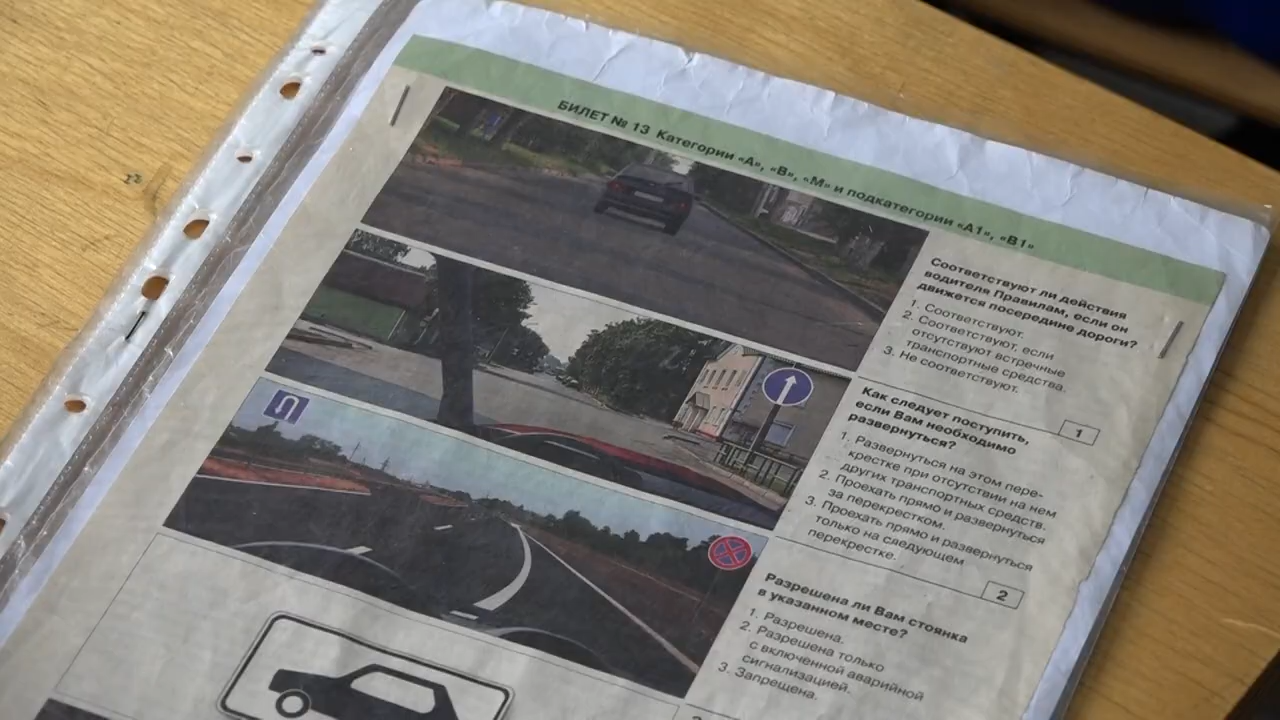 БИЛЕТ № 13 Категории «А», «В», «М» и подкатегории «А1», «В1»
Соответствуют ли действия
водителя Правилам, если он
движется посередине дороги?
1. Соответствуют.
2. Соответствуют, если
отсутствуют встречные
транспортные средства.
3. Не соответствуют.
1
Как следует поступить,
если Вам необходимо
развернуться?
1. Развернуться на этом пере-
крестке при отсутствии на нем
других транспортных средств.
2. Проехать прямо и развернуться
за перекрестком.
3. Проехать прямо и развернуться
только на следующем
перекрестке.
2
Разрешена ли Вам стоянка
в указанном месте?
1. Разрешена.
2. Разрешена только
с включенной аварийной
сигнализацией.
3. Запрещена.